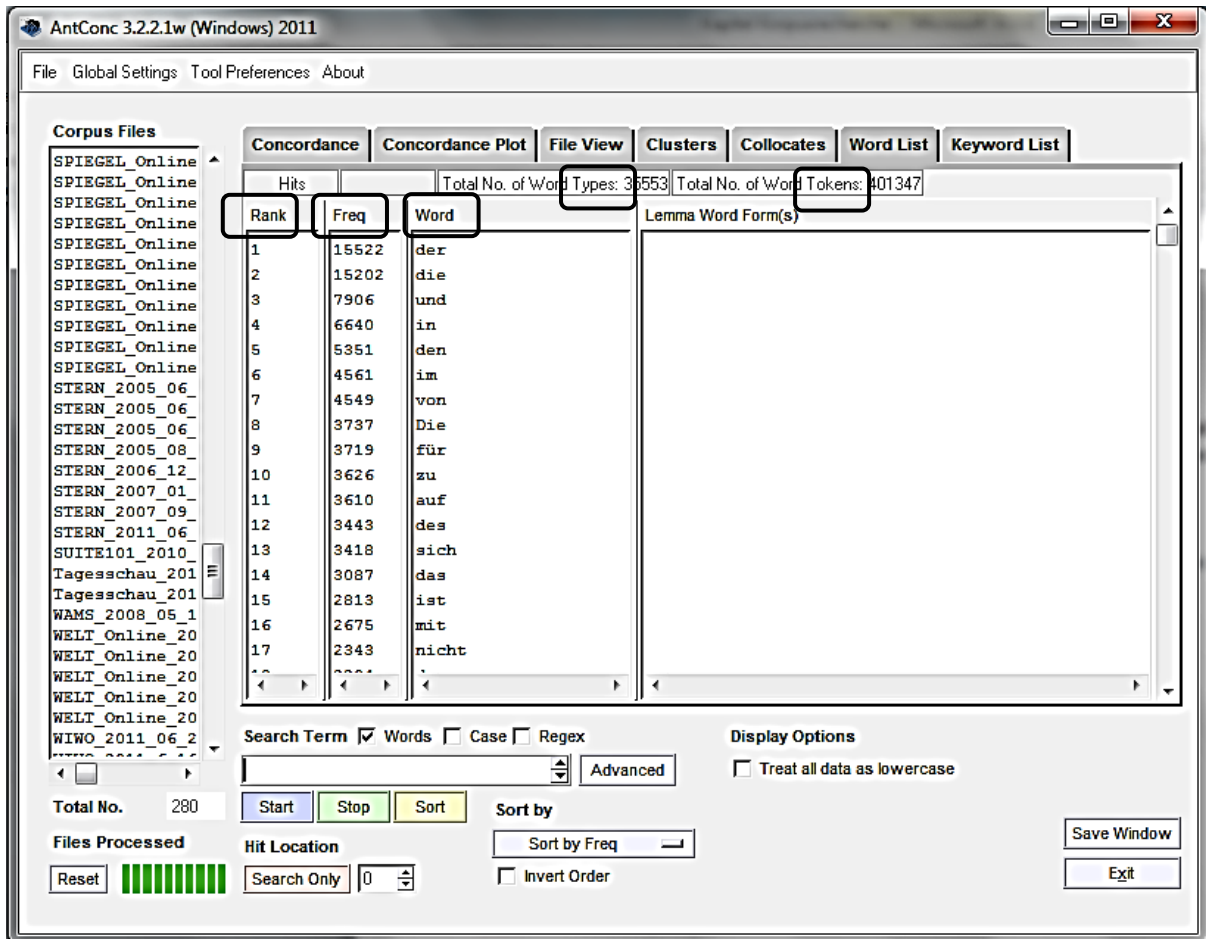 AntConc 3.2.2.1w (Windows) 2011
File Global Settings Tool Preferences About
Corpus Files
SPIEGEL_Online
SPIEGEL_Online
SPIEGEL_Online
SPIEGEL_Online
SPIEGEL_Online
SPIEGEL_Online
SPIEGEL_Online
SPIEGEL_Online
SPIEGEL_Online
SPIEGEL_Online
SPIEGEL_Online
STERN_2005_06_
STERN_2005_06_
STERN_2005_06_
STERN_2005_08_
STERN_2006_12_
STERN_2007_01_
STERN_2007_09_
STERN_2011_06_
SUITE101_2010_
Tagesschau_201
Tagesschau_201
WAMS_2008_05_1
WELT_Online_20
WELT_Online_20
WELT_Online_20
WELT_Online_20
WELT_Online_20
WIWO_2011_06_2
Total No. 280
Files Processed
Reset
Concordance Concordance Plot File View Clusters Collocates Word List Keyword List
Hits Total No. of Word Types: 35553 Total No. of Word Tokens: 401347
Rank Freq Word Lemma Word Form(s)
1 15522 der
2 15202 die
3 7906 und
4 6640 in
5 5351 den
6 4561 im
7 4549 von
8 3737 Die
9 3719 für
10 3626 zu
11 3610 auf
12 3443 des
13 3418 sich
14 3087 das
15 2813 ist
16 2675 mit
17 2343 nicht
Search Term Words Case Regex Display Options
Advanced Treat all data as lowercase
Start Stop Sort Sort by
Hit Location Sort by Freq Save Window
Search Only 0 Invert Order Exit